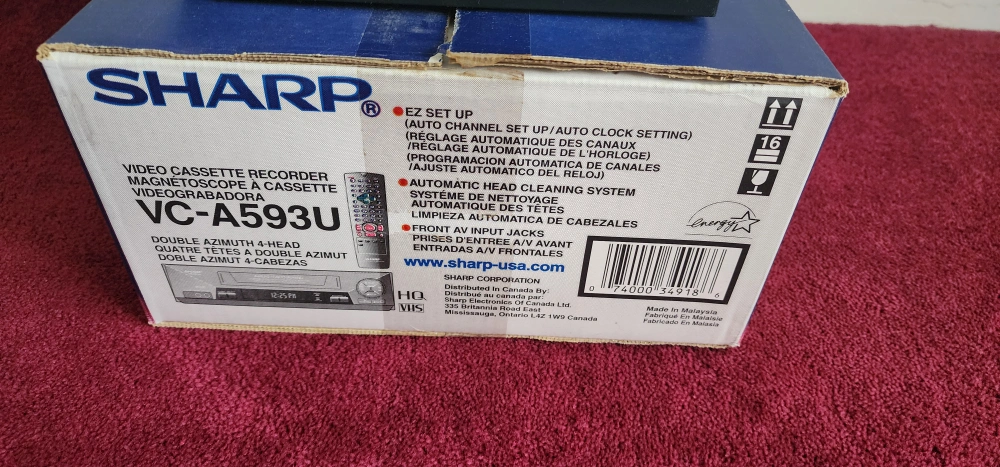 SHARP®
VIDEO CASSETTE RECORDER
MAGNÉTOSCOPE À CASSETTE
VIDEOGRABADORA
VC-A593U
DOUBLE AZIMUTH 4-HEAD
QUATRE TÊTES A DOUBLE AZIMUT
DOBLE AZIMUT 4-CABEZAS
12:25 PM
HQ
VHS
EZ SET UP
(AUTO CHANNEL SET UP/AUTO CLOCK SETTING)
(RÉGLAGE AUTOMATIQUE DES CANAUX
/RÉGLAGE AUTOMATIQUE DE L'HORLOGE)
(PROGRAMACION AUTOMATICA DE CANALES
/AJUSTE AUTOMATICO DEL RELOJ)
AUTOMATIC HEAD CLEANING SYSTEM
SYSTÈME DE NETTOYAGE
AUTOMATIQUE DES TÊTES
LIMPIEZA AUTOMATICA DE CABEZALES
FRONT AV INPUT JACKS
PRISES D'ENTREE A/V AVANT
ENTRADAS A/V FRONTALES
www.sharp-usa.com
SHARP CORPORATION
Distributed In Canada By:
Distribué au canada par:
Sharp Electronics Of Canada Ltd.
335 Britannia Road East
Mississauga, Ontario L4Z 1W9 Canada
16
energy
0 74000 34918 6
Made In Malaysia
Fabriqué En Malaisie
Fabricado En Malasia